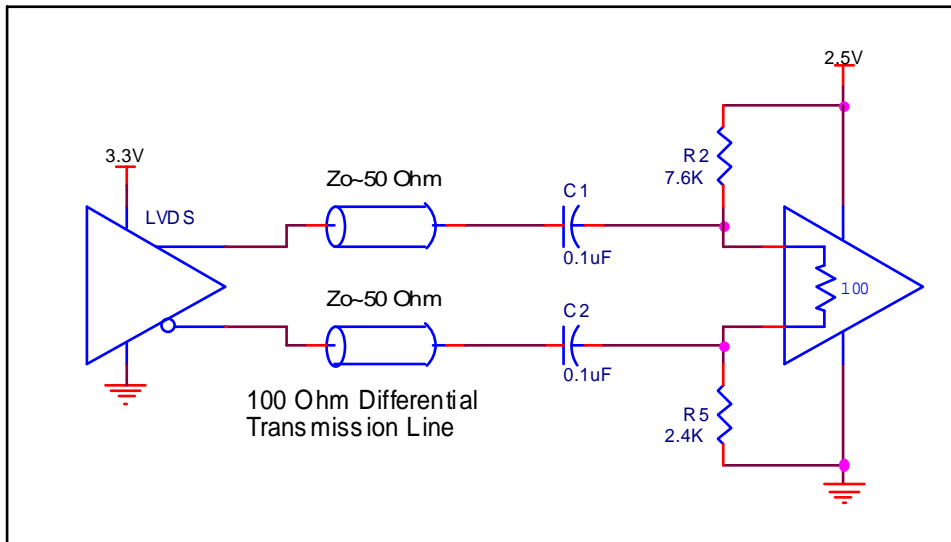 2.5V
3.3V
R2
7.6K
Zo~50 Ohm
C1
LVDS
0.1uF
100
Zo~50 Ohm
C2
0.1uF
100 Ohm Differential
Transmission Line
R5
2.4K